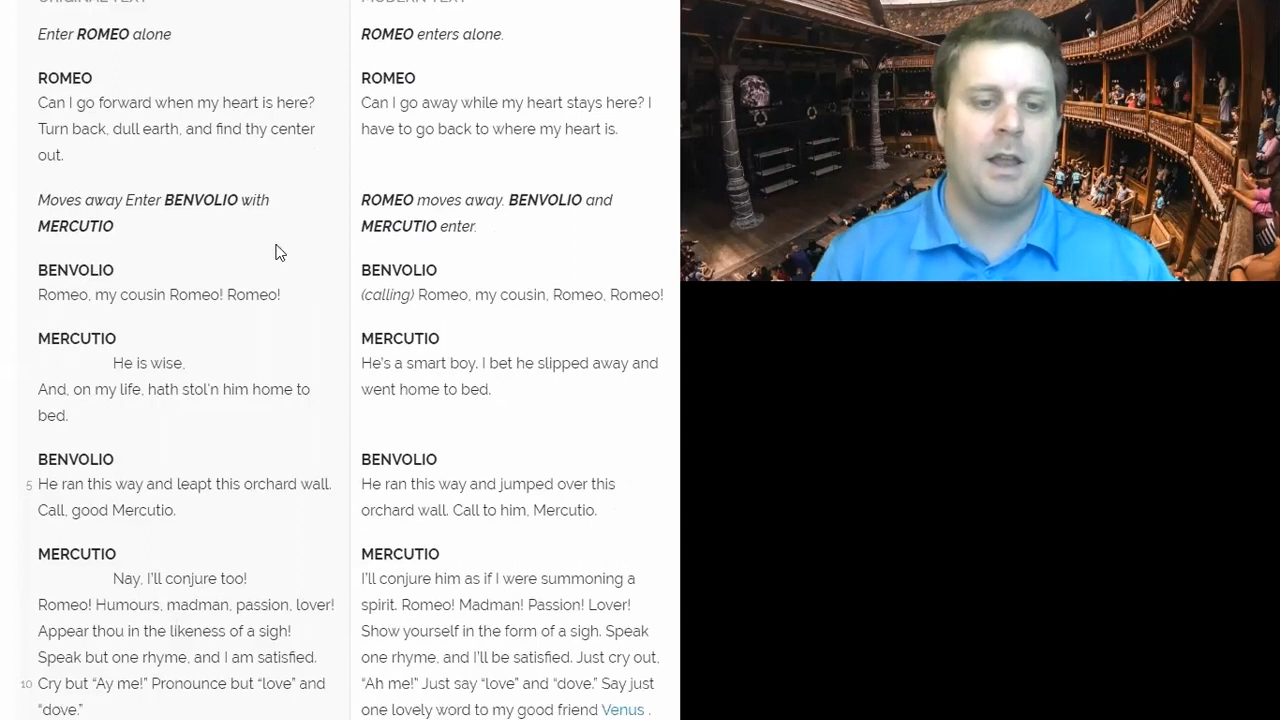 ORIGINAL TEXT
Enter ROMEO alone
ROMEO
Can I go forward when my heart is here?
Turn back, dull earth, and find thy center
out.
Moves away Enter BENVOLIO with
MERCUTIO
BENVOLIO
Romeo, my cousin Romeo! Romeo!
MERCUTIO
He is wise,
And, on my life, hath stol'n him home to
bed.
BENVOLIO
5 He ran this way and leapt this orchard wall.
Call, good Mercutio.
MERCUTIO
Nay, I'll conjure too!
Romeo! Humours, madman, passion, lover!
Appear thou in the likeness of a sigh!
Speak but one rhyme, and I am satisfied.
10 Cry but “Ay me!” Pronounce but “love” and
“dove.”
MODERN TEXT
ROMEO enters alone.
ROMEO
Can I go away while my heart stays here? I
have to go back to where my heart is.
ROMEO moves away. BENVOLIO and
MERCUTIO enter.
BENVOLIO
(calling) Romeo, my cousin, Romeo, Romeo!
MERCUTIO
He's a smart boy. I bet he slipped away and
went home to bed.
BENVOLIO
He ran this way and jumped over this
orchard wall. Call to him, Mercutio.
MERCUTIO
I'll conjure him as if I were summoning a
spirit. Romeo! Madman! Passion! Lover!
Show yourself in the form of a sigh. Speak
one rhyme, and I'll be satisfied. Just cry out,
“Ah me!” Just say “love” and “dove.” Say just
one lovely word to my good friend Venus .